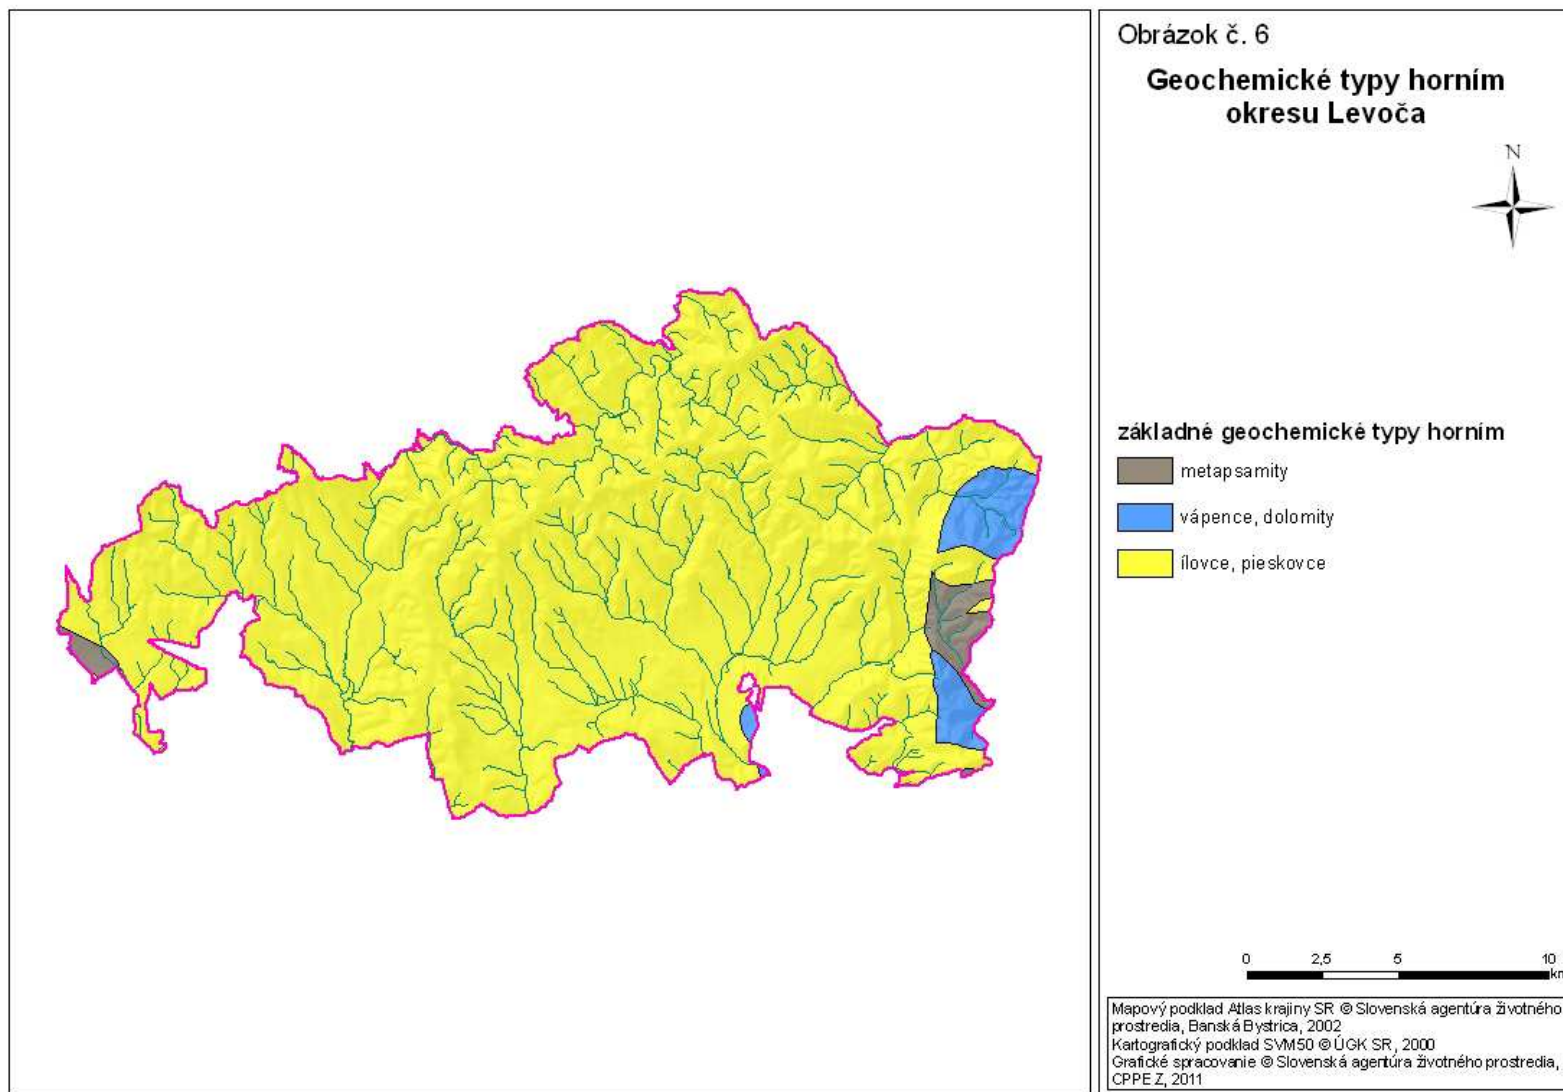 Obrázok č. 6
Geochemické typy horním
okresu Levoča
N
základné geochemické typy horním
metapsamity
vápence, dolomity
ílovce, pieskovce
0 2,5 5 10
km
Mapový podklad Atlas krajiny SR © Slovenská agentúra životného
prostredia, Banská Bystrica, 2002
Kartografický podklad SVM50 © ÚGK SR, 2000
Grafické spracovanie © Slovenská agentúra životného prostredia,
CPPEZ, 2011